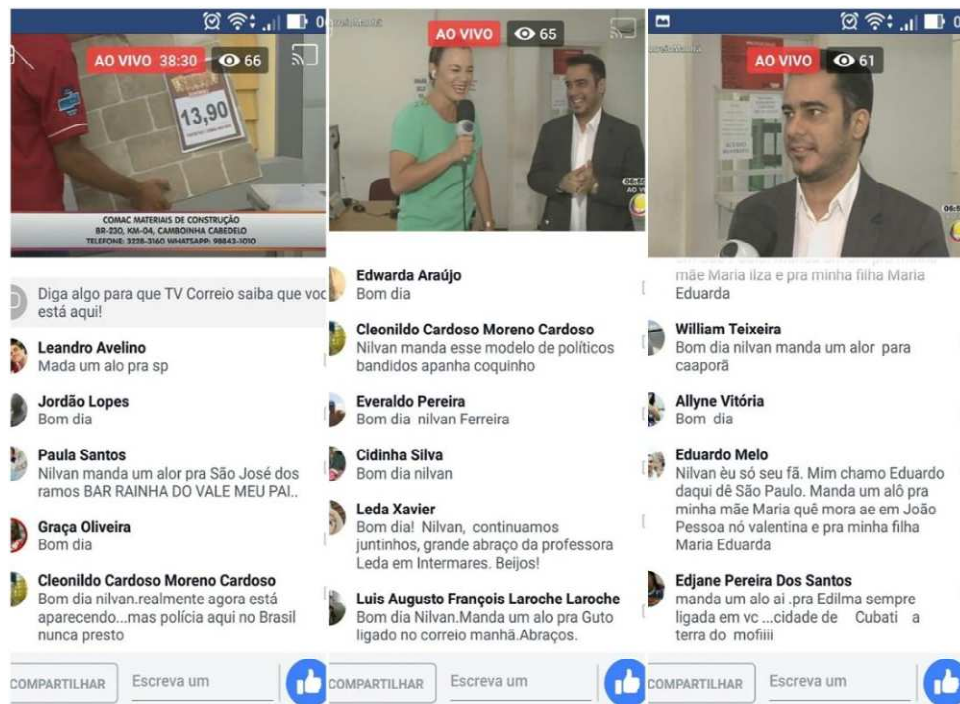 AO VIVO 38:30 66
13,90
COMAC MATERIAIS DE CONSTRUÇÃO
BR-230, KM-04, CAMBOINHA CABEDELO
TELEFONE: 3228-3160 WHATSAPP: 98843-1010
Diga algo para que TV Correio saiba que voc
está aqui!
Leandro Avelino
Mada um alo pra sp
Jordão Lopes
Bom dia
Paula Santos
Nilvan manda um alor pra São José dos
ramos BAR RAINHA DO VALE MEU PAI..
Graça Oliveira
Bom dia
Cleonildo Cardoso Moreno Cardoso
Bom dia nilvan.realmente agora está
aparecendo...mas polícia aqui no Brasil
nunca presto
COMPARTILHAR Escreva um
AO VIVO 65
Edwarda Araújo
Bom dia
Cleonildo Cardoso Moreno Cardoso
Nilvan manda esse modelo de políticos
bandidos apanha coquinho
Everaldo Pereira
Bom dia nilvan Ferreira
Cidinha Silva
Bom dia nilvan
Leda Xavier
Bom dia! Nilvan, continuamos
juntinhos, grande abraço da professora
Leda em Intermares. Beijos!
Luis Augusto François Laroche Laroche
Bom dia Nilvan.Manda um alo pra Guto
ligado no correio manhã.Abraços.
COMPARTILHAR Escreva um
AO VIVO 61
mãe Maria ilza e pra minha filha Maria
Eduarda
William Teixeira
Bom dia nilvan manda um alor para
caaporã
Allyne Vitória
Bom dia
Eduardo Melo
Nilvan èu só seu fã. Mim chamo Eduardo
daqui dê São Paulo. Manda um alô pra
minha mãe Maria quê mora ae em João
Pessoa nó valentina e pra minha filha
Maria Eduarda
Edjane Pereira Dos Santos
manda um alo ai .pra Edilma sempre
ligada em vc ...cidade de Cubati a
terra do mofiiii
COMPARTILHAR Escreva um